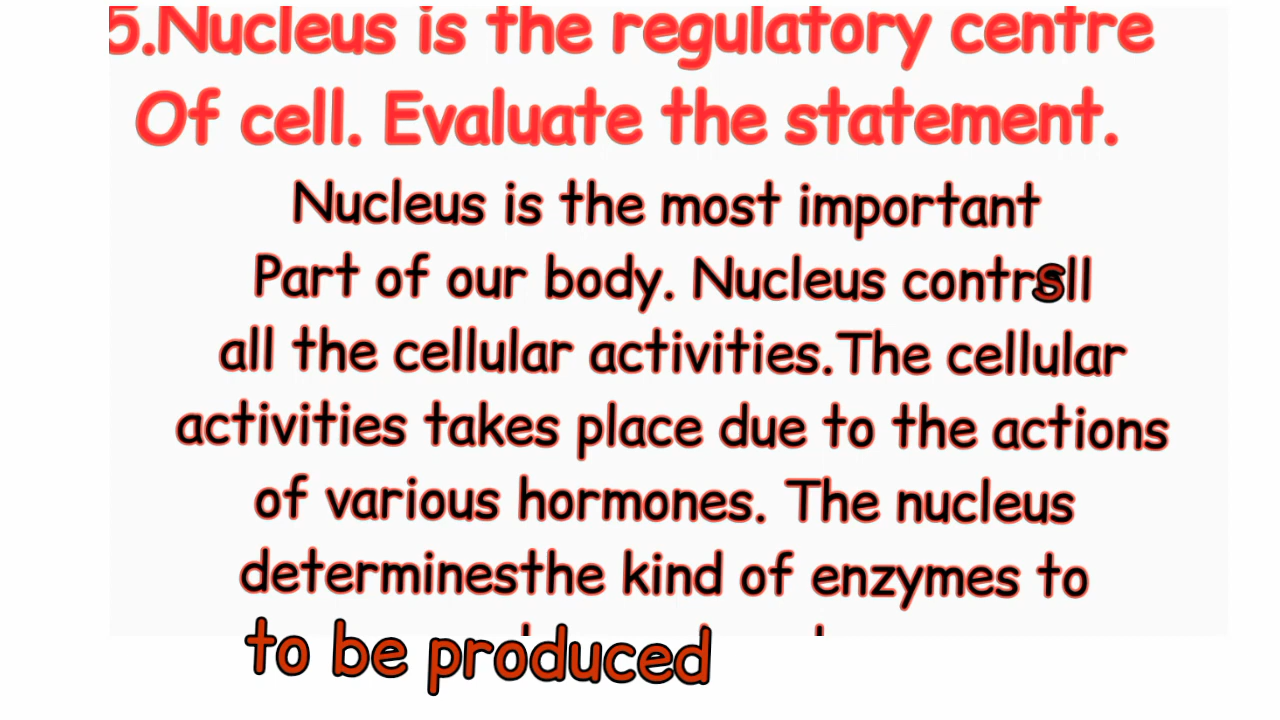 5.Nucleus is the regulatory centre
Of cell. Evaluate the statement.
Nucleus is the most important
Part of our body. Nucleus contrsll
all the cellular activities.The cellular
activities takes place due to the actions
of various hormones. The nucleus
determinesthe kind of enzymes to
to be produced